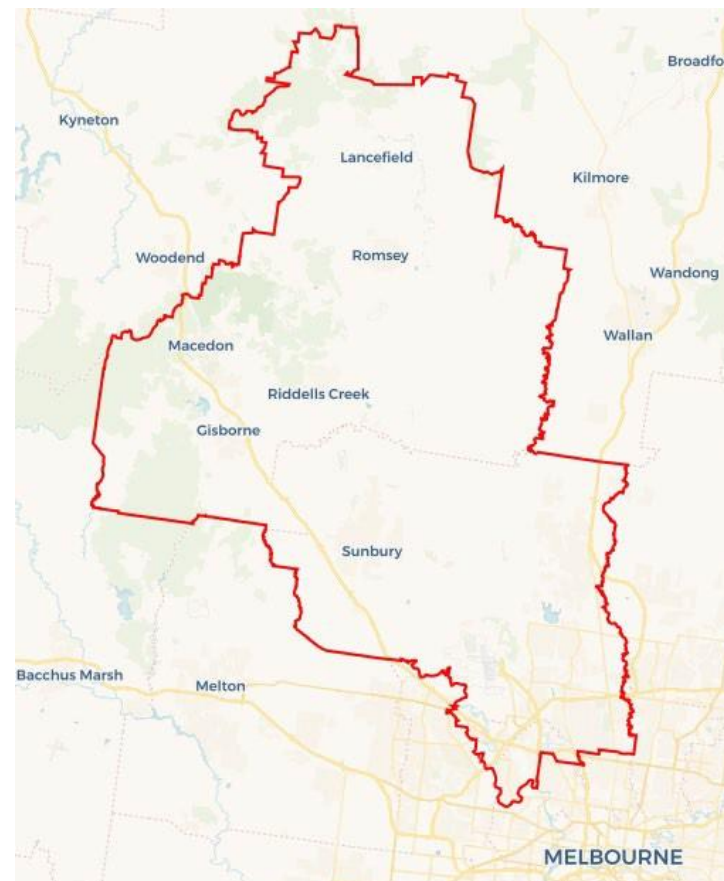 Broadfo
Kyneton
Lancefield
Kilmore
Woodend
Romsey
Wandong
Wallan
Macedon
Riddells Creek
Gisborne
Sunbury
Bacchus Marsh
Melton
MELBOURNE